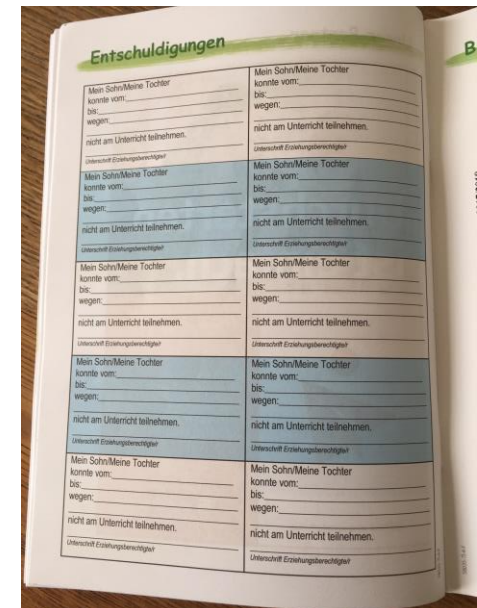 Entschuldigungen
Mein Sohn/Meine Tochter
konnte vom:
bis:
wegen:
nicht am Unterricht teilnehmen.
Unterschrift Erziehungsberechtigte/r
Mein Sohn/Meine Tochter
konnte vom:
bis:
wegen:
nicht am Unterricht teilnehmen.
Unterschrift Erziehungsberechtigte/r
Mein Sohn/Meine Tochter
konnte vom:
bis:
wegen:
nicht am Unterricht teilnehmen.
Unterschrift Erziehungsberechtigte/r
Mein Sohn/Meine Tochter
konnte vom:
bis:
wegen:
nicht am Unterricht teilnehmen.
Unterschrift Erziehungsberechtigte/r
Mein Sohn/Meine Tochter
konnte vom:
bis:
wegen:
nicht am Unterricht teilnehmen.
Unterschrift Erziehungsberechtigte/r
Mein Sohn/Meine Tochter
konnte vom:
bis:
wegen:
nicht am Unterricht teilnehmen.
Unterschrift Erziehungsberechtigte/r
Mein Sohn/Meine Tochter
konnte vom:
bis:
wegen:
nicht am Unterricht teilnehmen.
Unterschrift Erziehungsberechtigte/r
Mein Sohn/Meine Tochter
konnte vom:
bis:
wegen:
nicht am Unterricht teilnehmen.
Unterschrift Erziehungsberechtigte/r
Mein Sohn/Meine Tochter
konnte vom:
bis:
wegen:
nicht am Unterricht teilnehmen.
Unterschrift Erziehungsberechtigte/r
Mein Sohn/Meine Tochter
konnte vom:
bis:
wegen:
nicht am Unterricht teilnehmen.
Unterschrift Erziehungsberechtigte/r
B